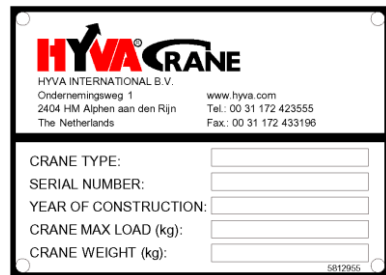 HYVA CRANE
HYVA INTERNATIONAL B.V.
Ondernemingsweg 1
www.hyva.com
2404 HM Alphen aan den Rijn
Tel.: 00 31 172 423555
The Netherlands
Fax.: 00 31 172 433196
CRANE TYPE:
SERIAL NUMBER:
YEAR OF CONSTRUCTION:
CRANE MAX LOAD (kg):
CRANE WEIGHT (kg):
5812955